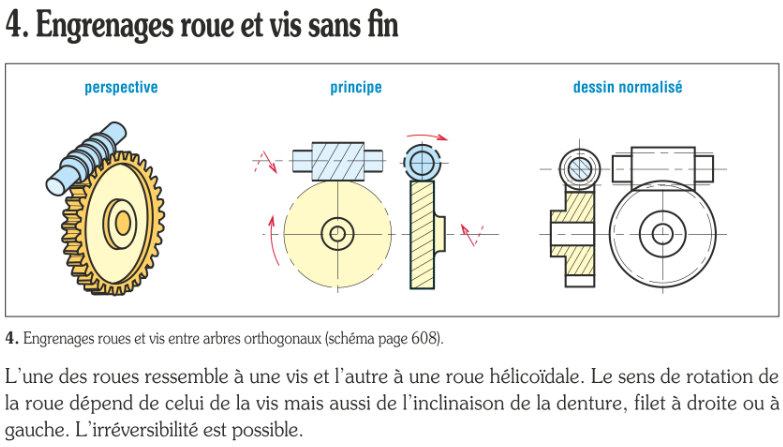 4. Engrenages roue et vis sans fin
perspective
principe
dessin normalisé
4. Engrenages roues et vis entre arbres orthogonaux (schéma page 608).
L'une des roues ressemble à une vis et l'autre à une roue hélicoïdale. Le sens de rotation de
la roue dépend de celui de la vis mais aussi de l'inclinaison de la denture, filet à droite ou à
gauche. L'irréversibilité est possible.